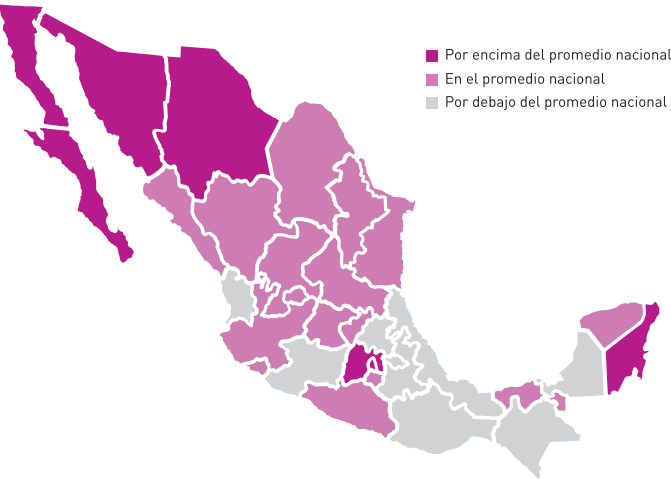 Por encima del promedio nacional
En el promedio nacional
Por debajo del promedio nacional